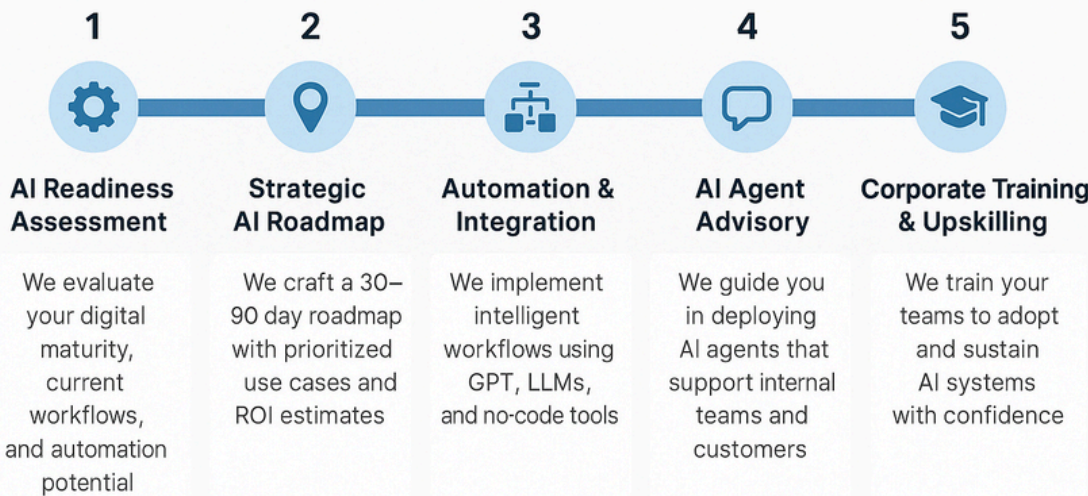 1
2
3
4
5
AI Readiness
Assessment
Strategic
AI Roadmap
Automation &
Integration
AI Agent
Advisory
Corporate Training
& Upskilling
We evaluate
your digital
maturity,
current
workflows,
and automation
potential
We craft a 30–
90 day roadmap
with prioritized
use cases and
ROI estimates
We implement
intelligent
workflows using
GPT, LLMs,
and no-code tools
We guide you
in deploying
AI agents that
support internal
teams and
customers
We train your
teams to adopt
and sustain
AI systems
with confidence